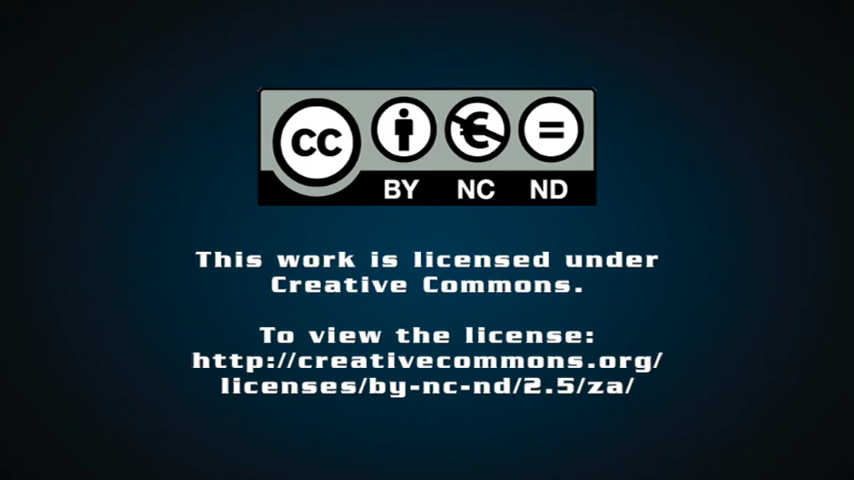 CC
BY NC ND
This work is licensed under
Creative Commons.
To view the license:
http://creativecommons.org/
licenses/by-nc-nd/2.5/za/